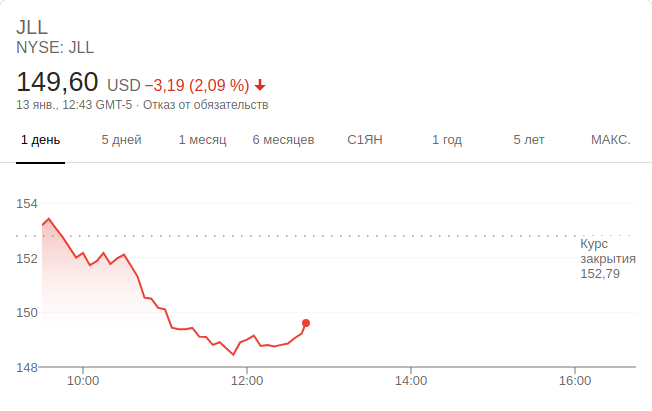 JLL
NYSE: JLL
149,60 USD −3,19 (2,09 %)
13 янв., 12:43 GMT-5 · Отказ от обязательств
1 день 5 дней 1 месяц 6 месяцев С1ЯН 1 год 5 лет МАКС.
154
152
150
148
Курс
закрытия
152,79
10:00 12:00 14:00 16:00